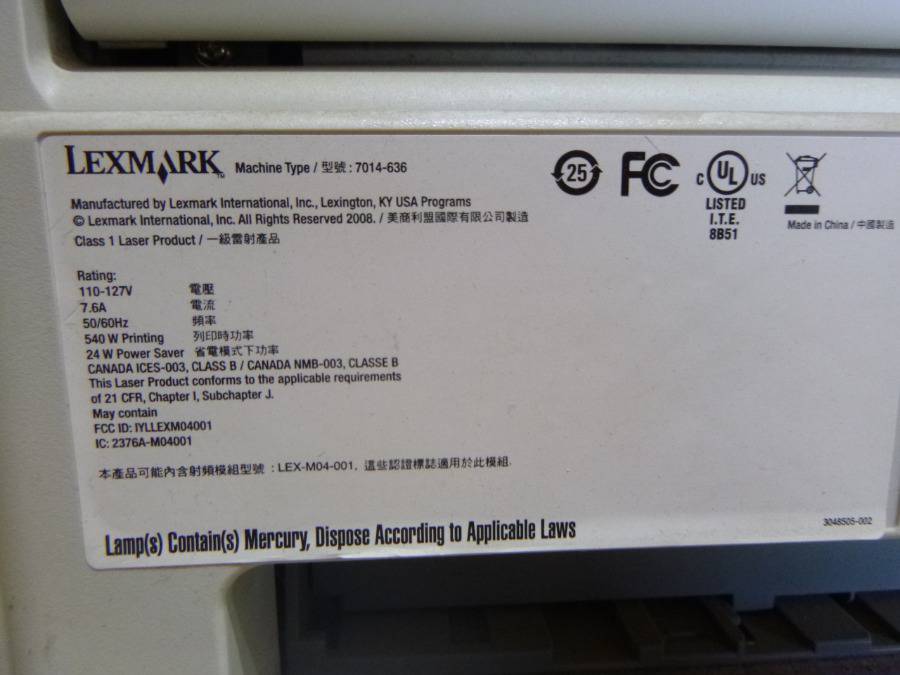 LEXMARK™ Machine Type / 型號 : 7014-636
Manufactured by Lexmark International, Inc., Lexington, KY USA Programs
© Lexmark International, Inc. All Rights Reserved 2008. / 美商利盟國際有限公司製造
Class 1 Laser Product / 一級雷射產品
25
FC
C UL US
LISTED
I.T.E.
8B51
Made in China / 中國製造
Rating:
110-127V 電壓
7.6A 電流
50/60Hz 頻率
540 W Printing 列印時功率
24 W Power Saver 省電模式下功率
CANADA ICES-003, CLASS B / CANADA NMB-003, CLASSE B
This Laser Product conforms to the applicable requirements
of 21 CFR, Chapter I, Subchapter J.
May contain
FCC ID: IYLLEXM04001
IC: 2376A-M04001
本產品可能內含射頻模組型號 : LEX-M04-001, 這些認證標誌適用於此模組.
3048505-002
Lamp(s) Contain(s) Mercury, Dispose According to Applicable Laws